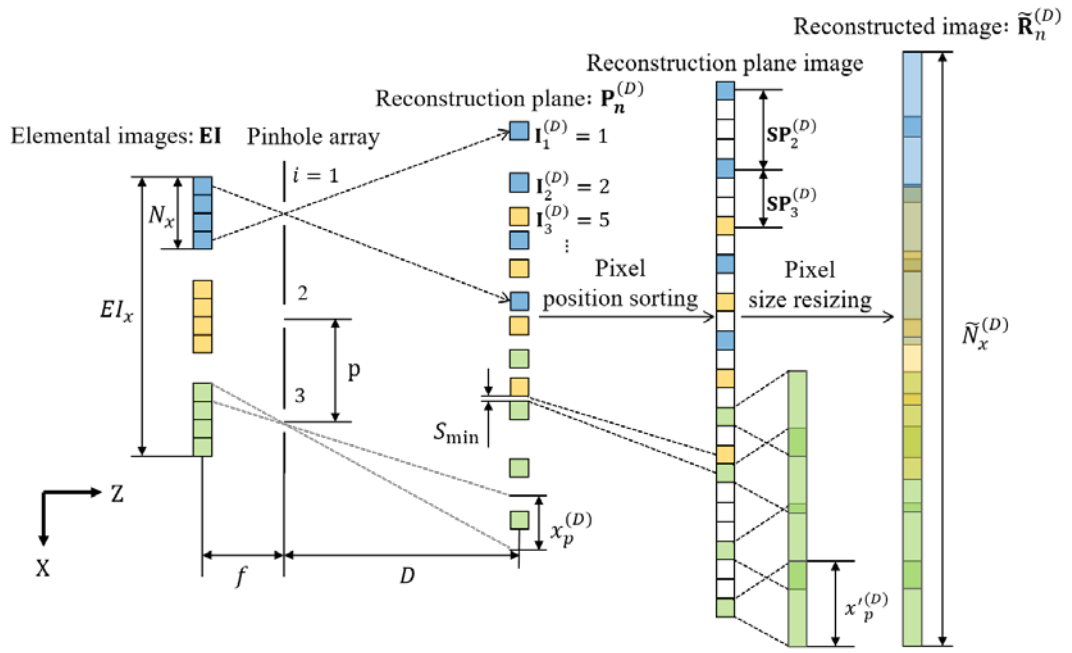 Reconstructed image: R̃ₙ⁽ᴰ⁾
Reconstruction plane image
Reconstruction plane: Pₙ⁽ᴰ⁾
Elemental images: EI
Pinhole array
i = 1
I₁⁽ᴰ⁾ = 1
I₂⁽ᴰ⁾ = 2
I₃⁽ᴰ⁾ = 5
⋮
SP₂⁽ᴰ⁾
SP₃⁽ᴰ⁾
Nₓ
EIₓ
2
p
3
Pixel
position sorting
Pixel
size resizing
Ñₓ⁽ᴰ⁾
Sₘᵢₙ
xₚ⁽ᴰ⁾
x′ₚ⁽ᴰ⁾
Z
X
f
D